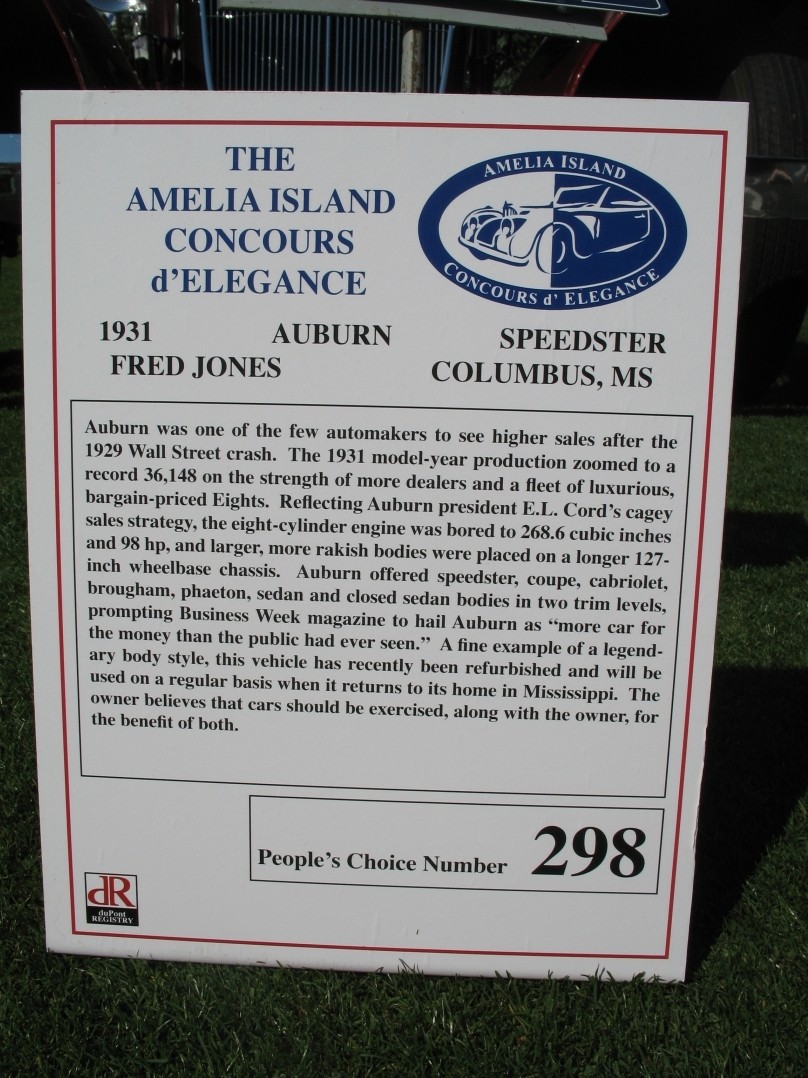 THE
AMELIA ISLAND
CONCOURS
d'ELEGANCE
AMELIA ISLAND
CONCOURS d' ELEGANCE
1931 AUBURN SPEEDSTER
FRED JONES COLUMBUS, MS
Auburn was one of the few automakers to see higher sales after the
1929 Wall Street crash. The 1931 model-year production zoomed to a
record 36,148 on the strength of more dealers and a fleet of luxurious,
bargain-priced Eights. Reflecting Auburn president E.L. Cord's cagey
sales strategy, the eight-cylinder engine was bored to 268.6 cubic inches
and 98 hp, and larger, more rakish bodies were placed on a longer 127-
inch wheelbase chassis. Auburn offered speedster, coupe, cabriolet,
brougham, phaeton, sedan and closed sedan bodies in two trim levels,
prompting Business Week magazine to hail Auburn as "more car for
the money than the public had ever seen." A fine example of a legend-
ary body style, this vehicle has recently been refurbished and will be
used on a regular basis when it returns to its home in Mississippi. The
owner believes that cars should be exercised, along with the owner, for
the benefit of both.
People's Choice Number 298
dR
duPont
REGISTRY